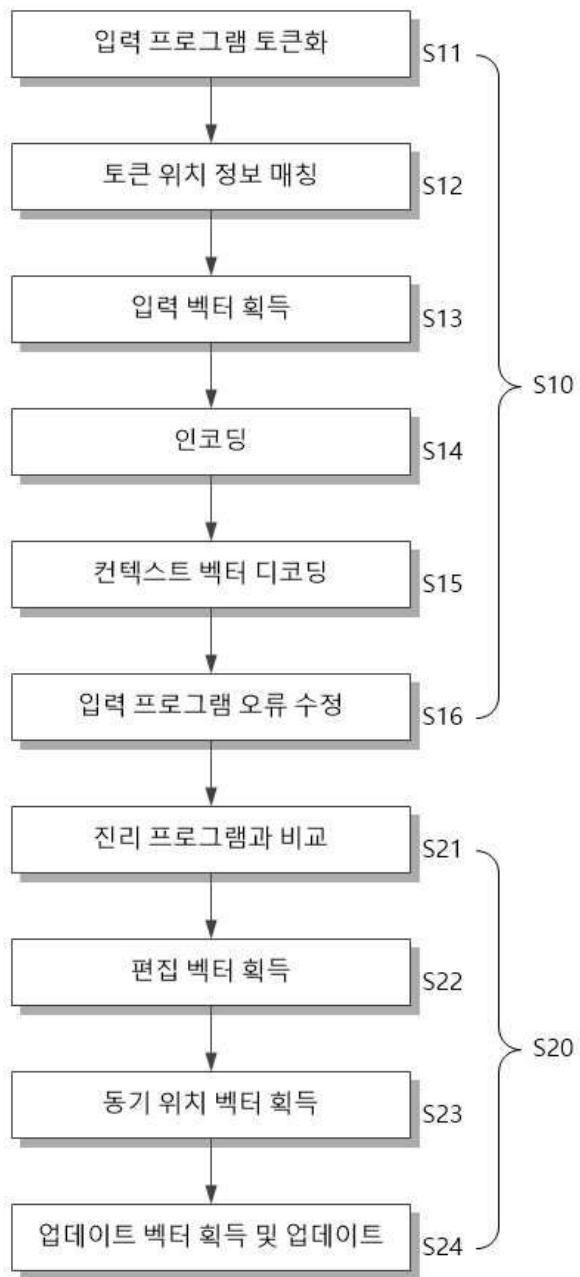 입력 프로그램 토큰화
S11
토큰 위치 정보 매칭
S12
입력 벡터 획득
S13
S10
인코딩
S14
컨텍스트 벡터 디코딩
S15
입력 프로그램 오류 수정
S16
진리 프로그램과 비교
S21
편집 벡터 획득
S22
S20
동기 위치 벡터 획득
S23
업데이트 벡터 획득 및 업데이트
S24